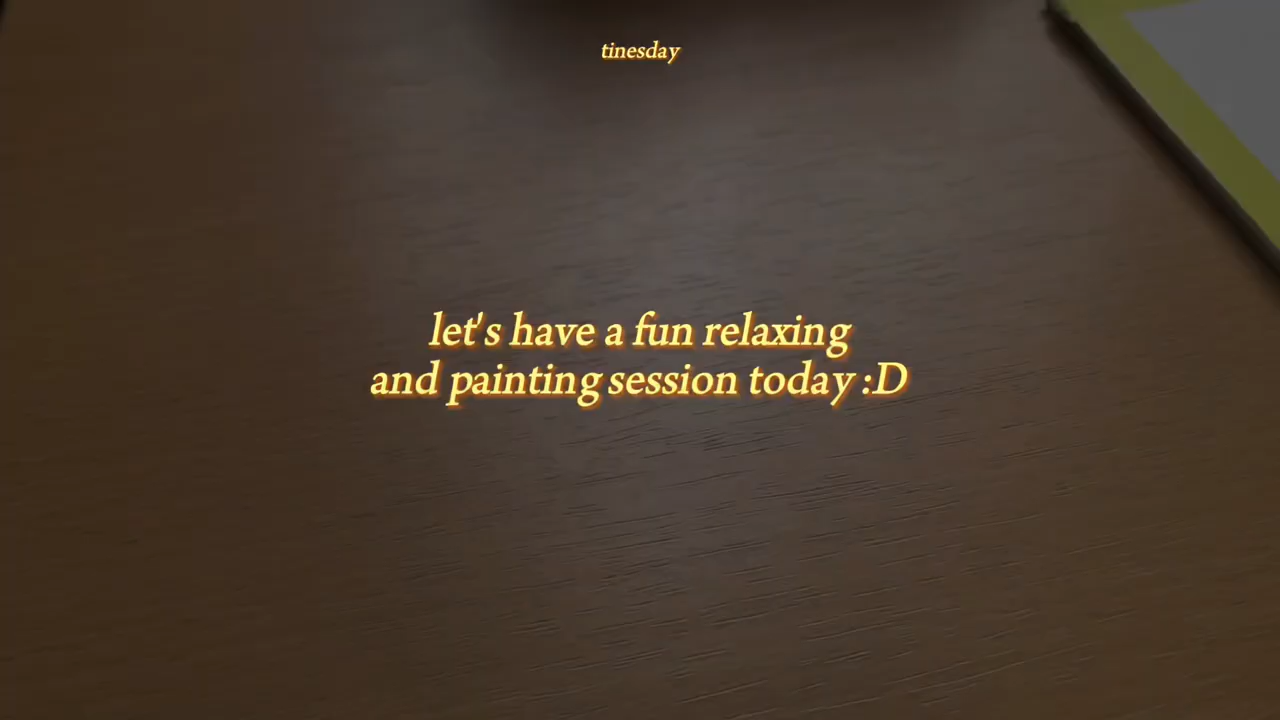 tinesday
let's have a fun relaxing
and painting session today :D